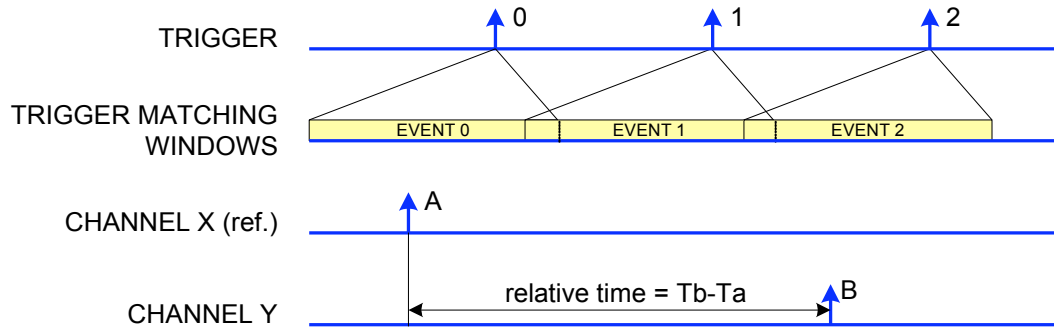 0 1 2
TRIGGER
TRIGGER MATCHING
WINDOWS
EVENT 0 EVENT 1 EVENT 2
CHANNEL X (ref.)
A
relative time = Tb-Ta
B
CHANNEL Y